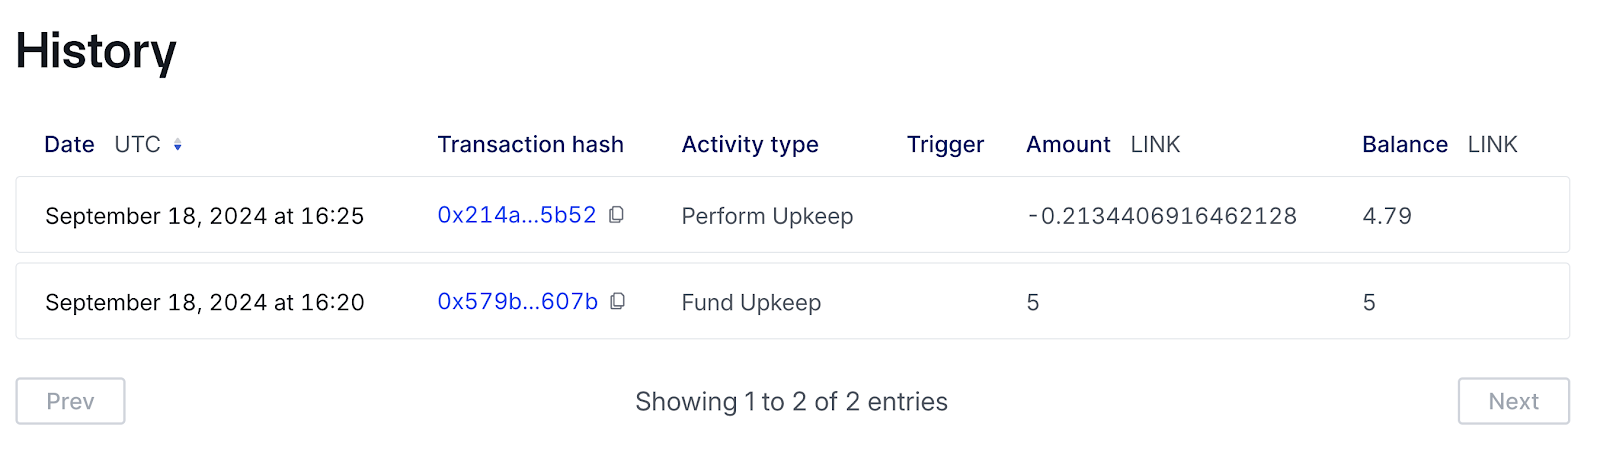 History
Date UTC Transaction hash Activity type Trigger Amount LINK Balance LINK
September 18, 2024 at 16:25 0x214a...5b52 Perform Upkeep -0.2134406916462128 4.79
September 18, 2024 at 16:20 0x579b...607b Fund Upkeep 5 5
Prev Showing 1 to 2 of 2 entries Next